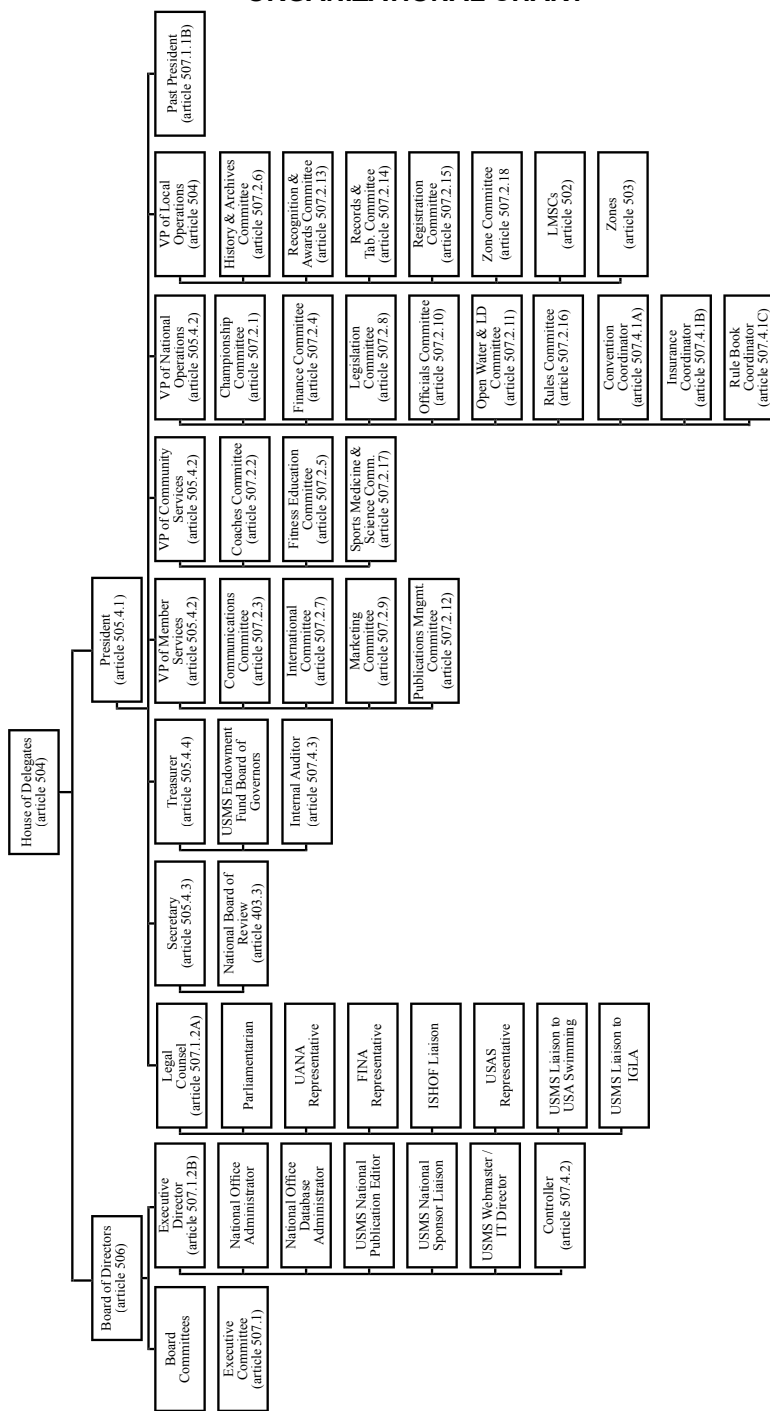 ORGANIZATIONAL CHART
House of Delegates
(article 504)
Board of Directors
(article 506)
President
(article 505.4.1)
Board
Committees
Executive
Committee
(article 507.1)
Executive
Director
(article 507.1.2B)
National Office
Administrator
National Office
Database
Administrator
USMS National
Publication Editor
USMS National
Sponsor Liaison
USMS Webmaster /
IT Director
Controller
(article 507.4.2)
Legal
Counsel
(article 507.1.2A)
Parliamentarian
UANA
Representative
FINA
Representative
ISHOF Liaison
USAS
Representative
USMS Liaison to
USA Swimming
USMS Liaison to
IGLA
Secretary
(article 505.4.3)
National Board of
Review
(article 403.3)
Treasurer
(article 505.4.4)
USMS Endowment
Fund Board of
Governors
Internal Auditor
(article 507.4.3)
VP of Member
Services
(article 505.4.2)
Communications
Committee
(article 507.2.3)
International
Committee
(article 507.2.7)
Marketing
Committee
(article 507.2.9)
Publications Mngmt.
Committee
(article 507.2.12)
VP of Community
Services
(article 505.4.2)
Coaches Committee
(article 507.2.2)
Fitness Education
Committee
(article 507.2.5)
Sports Medicine &
Science Comm.
(article 507.2.17)
VP of National
Operations
(article 505.4.2)
Championship
Committee
(article 507.2.1)
Finance Committee
(article 507.2.4)
Legislation
Committee
(article 507.2.8)
Officials Committee
(article 507.2.10)
Open Water & LD
Committee
(article 507.2.11)
Rules Committee
(article 507.2.16)
Convention
Coordinator
(article 507.4.1A)
Insurance
Coordinator
(article 507.4.1B)
Rule Book
Coordinator
(article 507.4.1C)
VP of Local
Operations
(article 504)
History & Archives
Committee
(article 507.2.6)
Recognition &
Awards Committee
(article 507.2.13)
Records &
Tab. Committee
(article 507.2.14)
Registration
Committee
(article 507.2.15)
Zone Committee
(article 507.2.18
LMSCs
(article 502)
Zones
(article 503)
Past President
(article 507.1.1B)